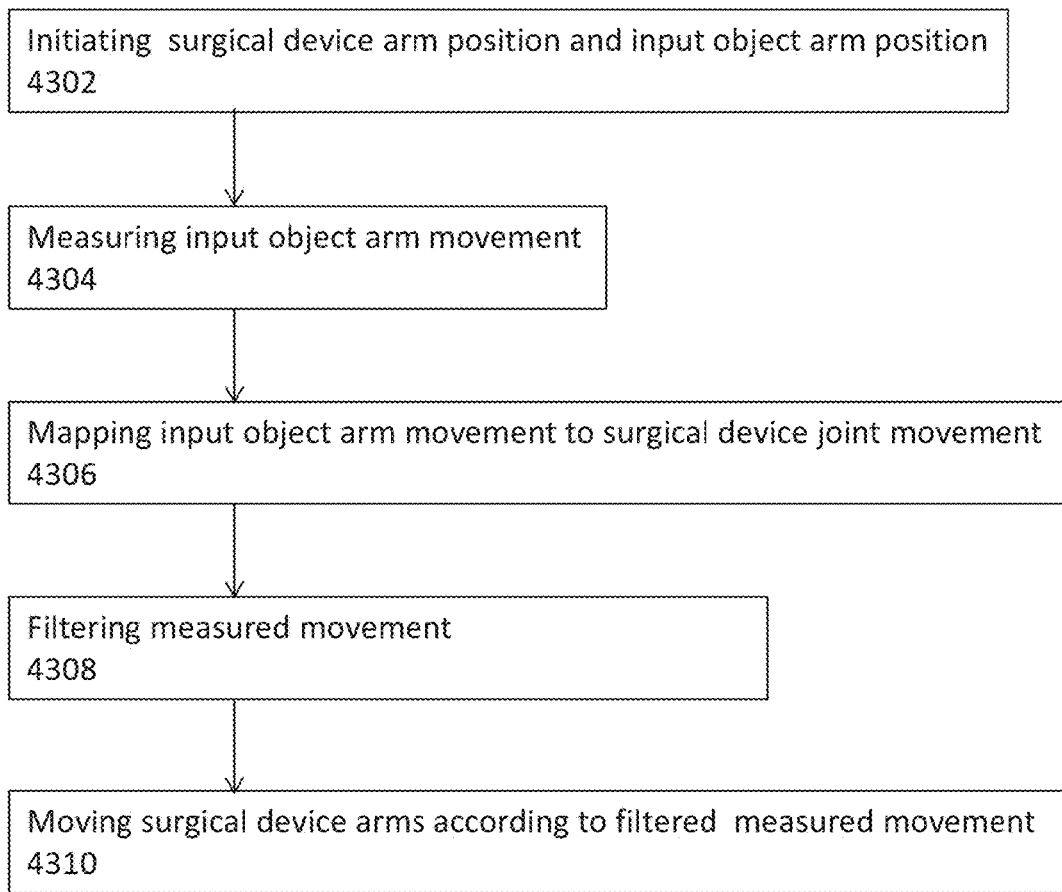 Initiating surgical device arm position and input object arm position
4302
Measuring input object arm movement
4304
Mapping input object arm movement to surgical device joint movement
4306
Filtering measured movement
4308
Moving surgical device arms according to filtered measured movement
4310